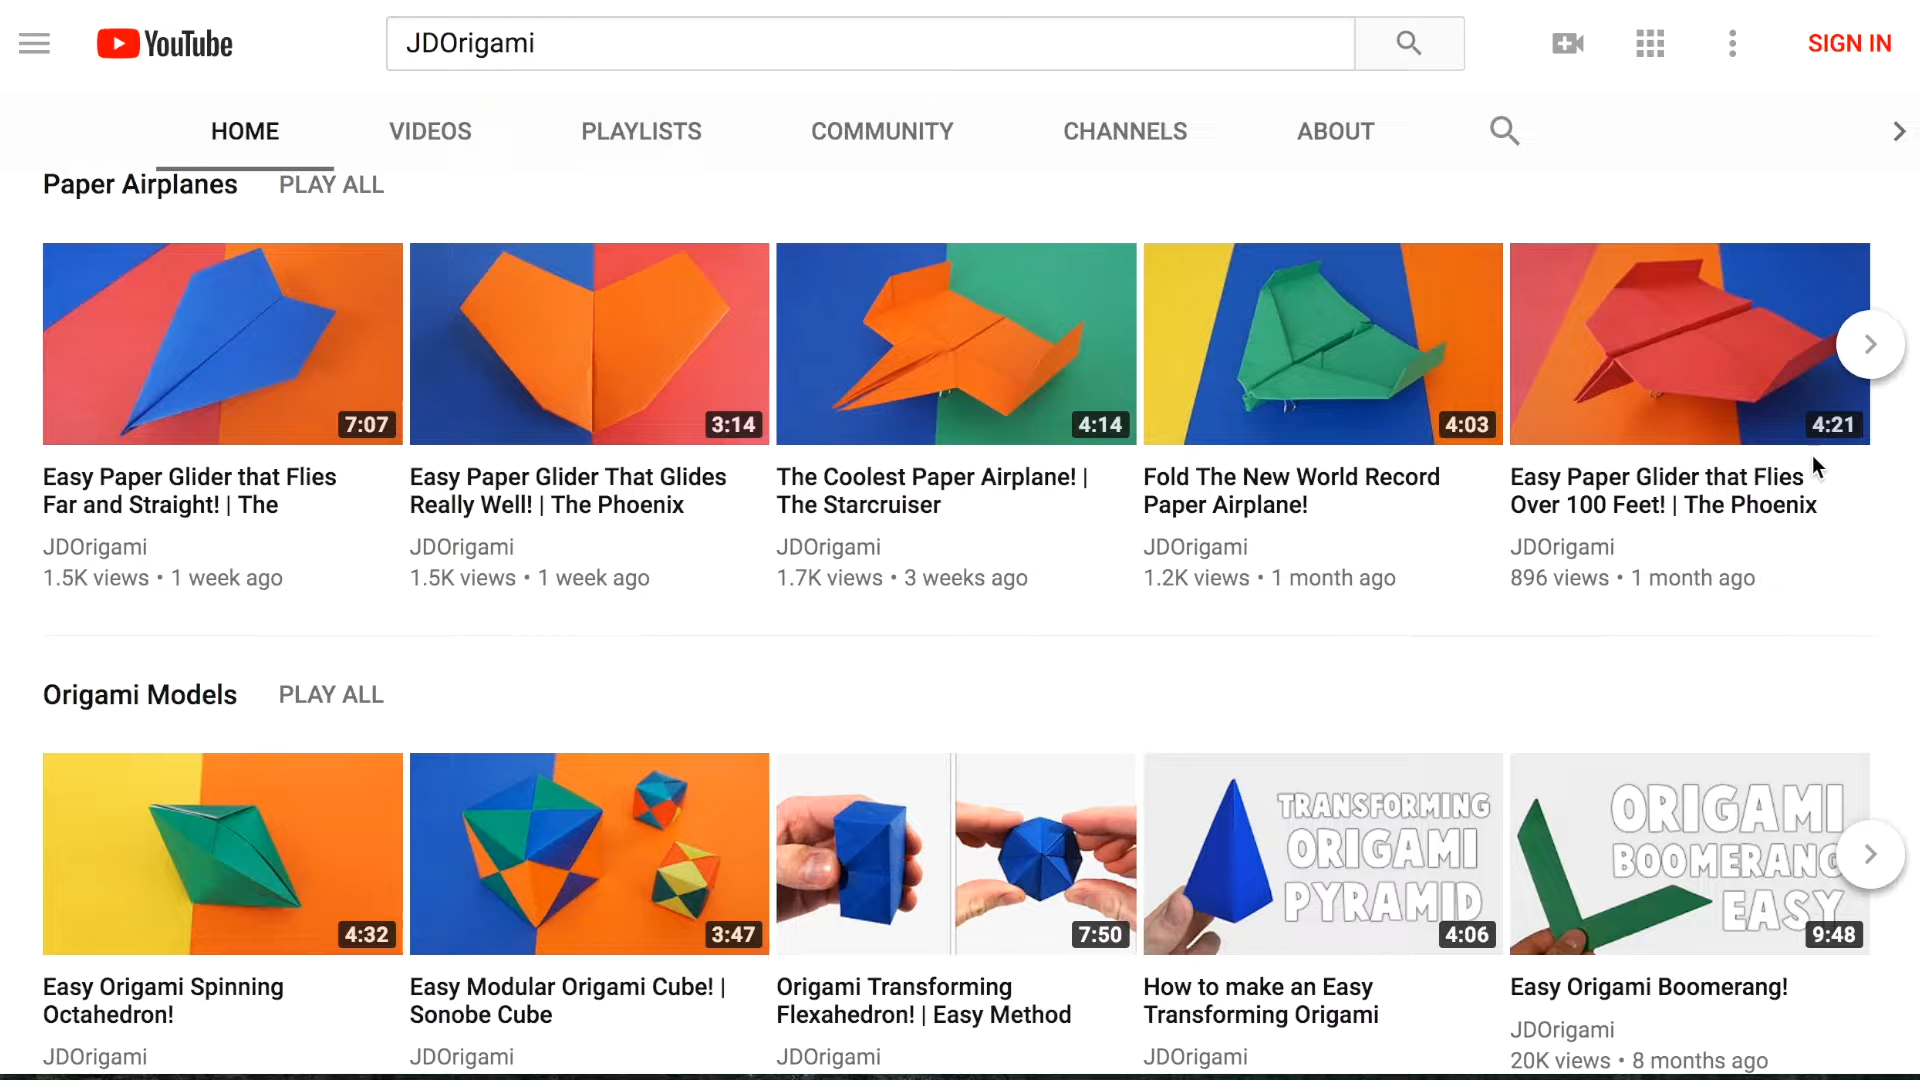 YouTube
JDOrigami
SIGN IN
HOME
VIDEOS
PLAYLISTS
COMMUNITY
CHANNELS
ABOUT
Paper Airplanes
PLAY ALL
7:07
3:14
4:14
4:03
4:21
Easy Paper Glider that Flies
Far and Straight! | The
JDOrigami
1.5K views • 1 week ago
Easy Paper Glider That Glides
Really Well! | The Phoenix
JDOrigami
1.5K views • 1 week ago
The Coolest Paper Airplane! |
The Starcruiser
JDOrigami
1.7K views • 3 weeks ago
Fold The New World Record
Paper Airplane!
JDOrigami
1.2K views • 1 month ago
Easy Paper Glider that Flies
Over 100 Feet! | The Phoenix
JDOrigami
896 views • 1 month ago
Origami Models
PLAY ALL
4:32
3:47
7:50
TRANSFORMING
ORIGAMI
PYRAMID
4:06
ORIGAMI
BOOMERANG
EASY
9:48
Easy Origami Spinning
Octahedron!
JDOrigami
Easy Modular Origami Cube! |
Sonobe Cube
JDOrigami
Origami Transforming
Flexahedron! | Easy Method
JDOrigami
How to make an Easy
Transforming Origami
JDOrigami
Easy Origami Boomerang!
JDOrigami
20K views • 8 months ago